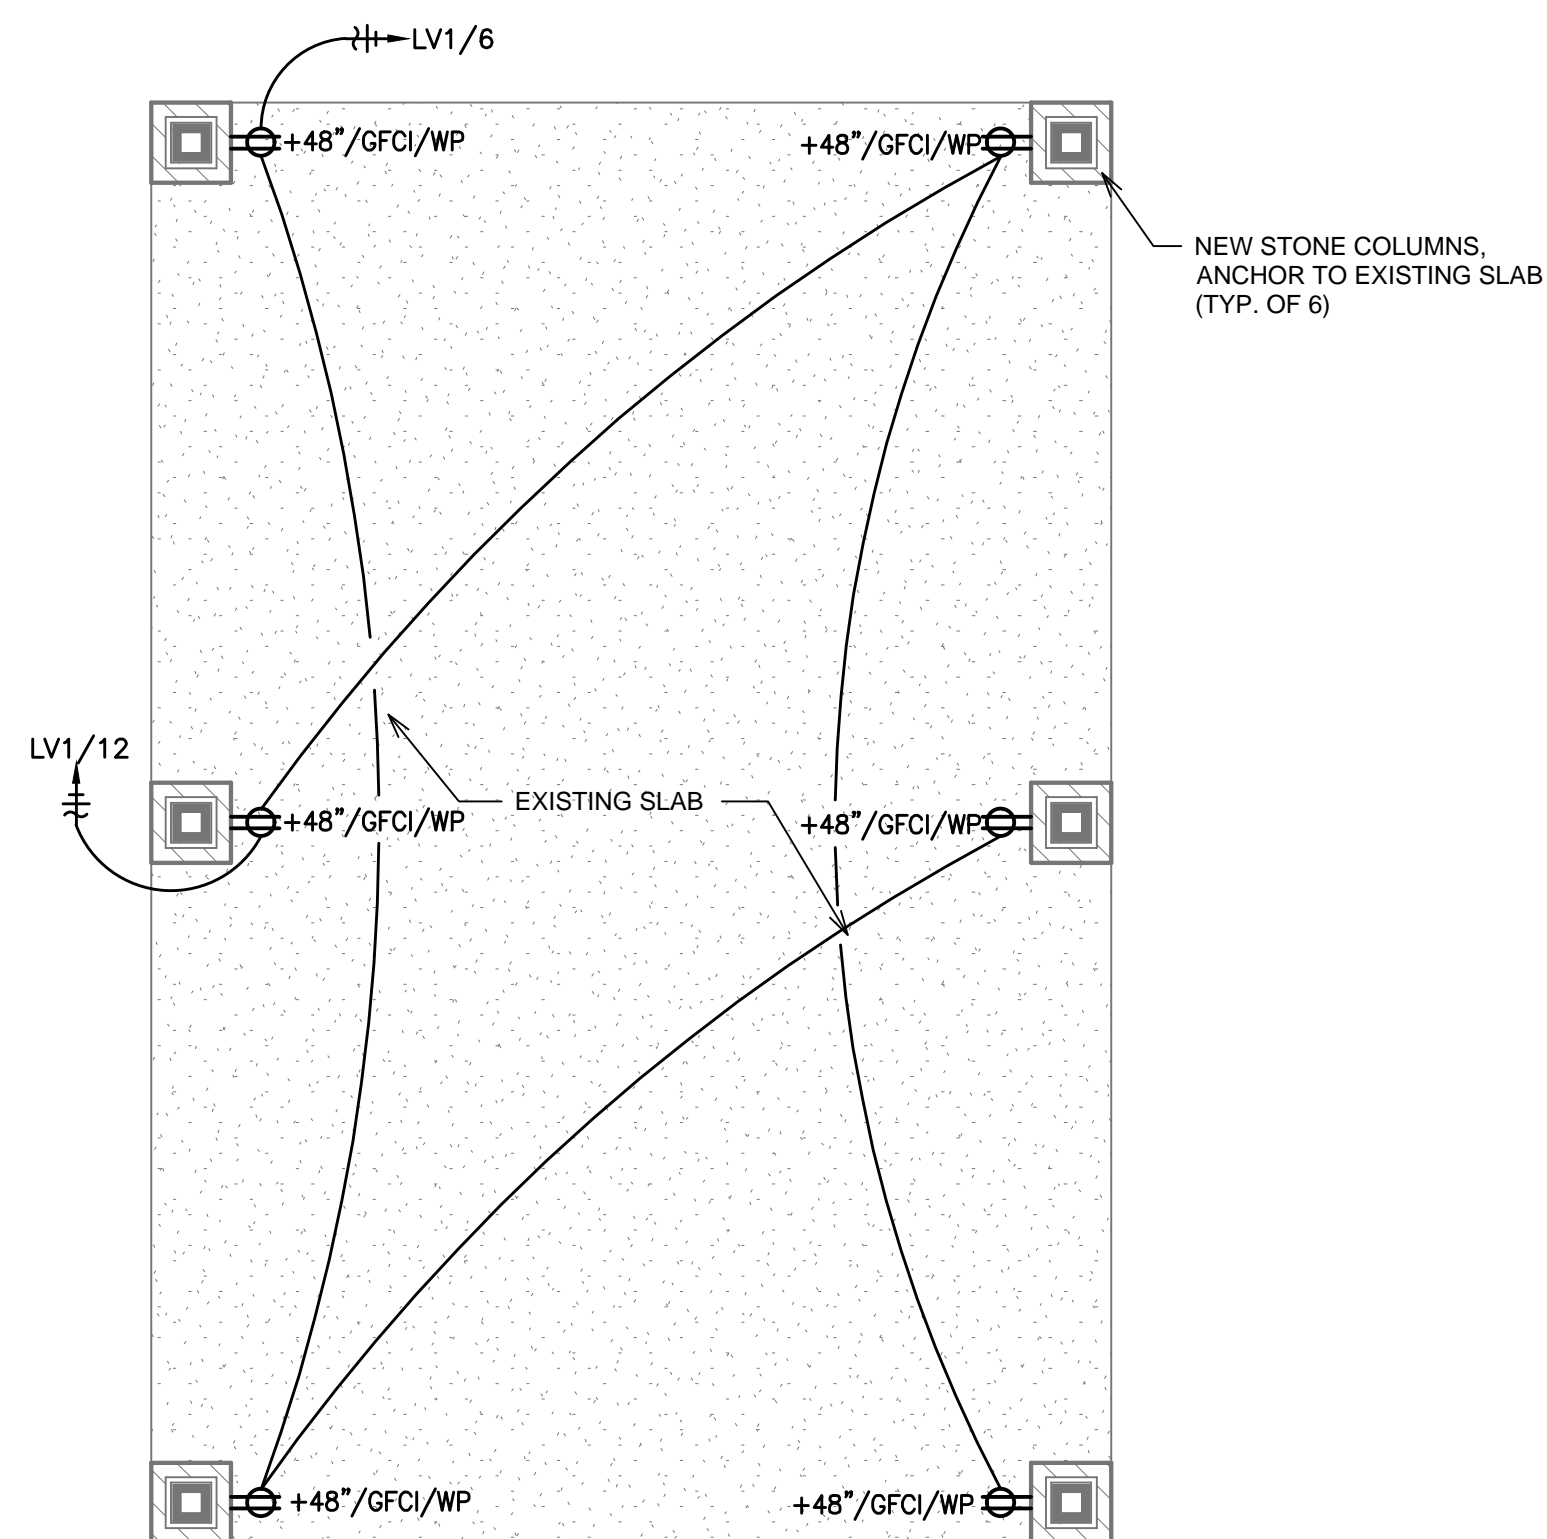 LV1/6
+48”/GFCI/WP
+48”/GFCI/WP
NEW STONE COLUMNS,
ANCHOR TO EXISTING SLAB
(TYP. OF 6)
LV1/12
EXISTING SLAB
+48”/GFCI/WP
+48”/GFCI/WP
+48”/GFCI/WP
+48”/GFCI/WP